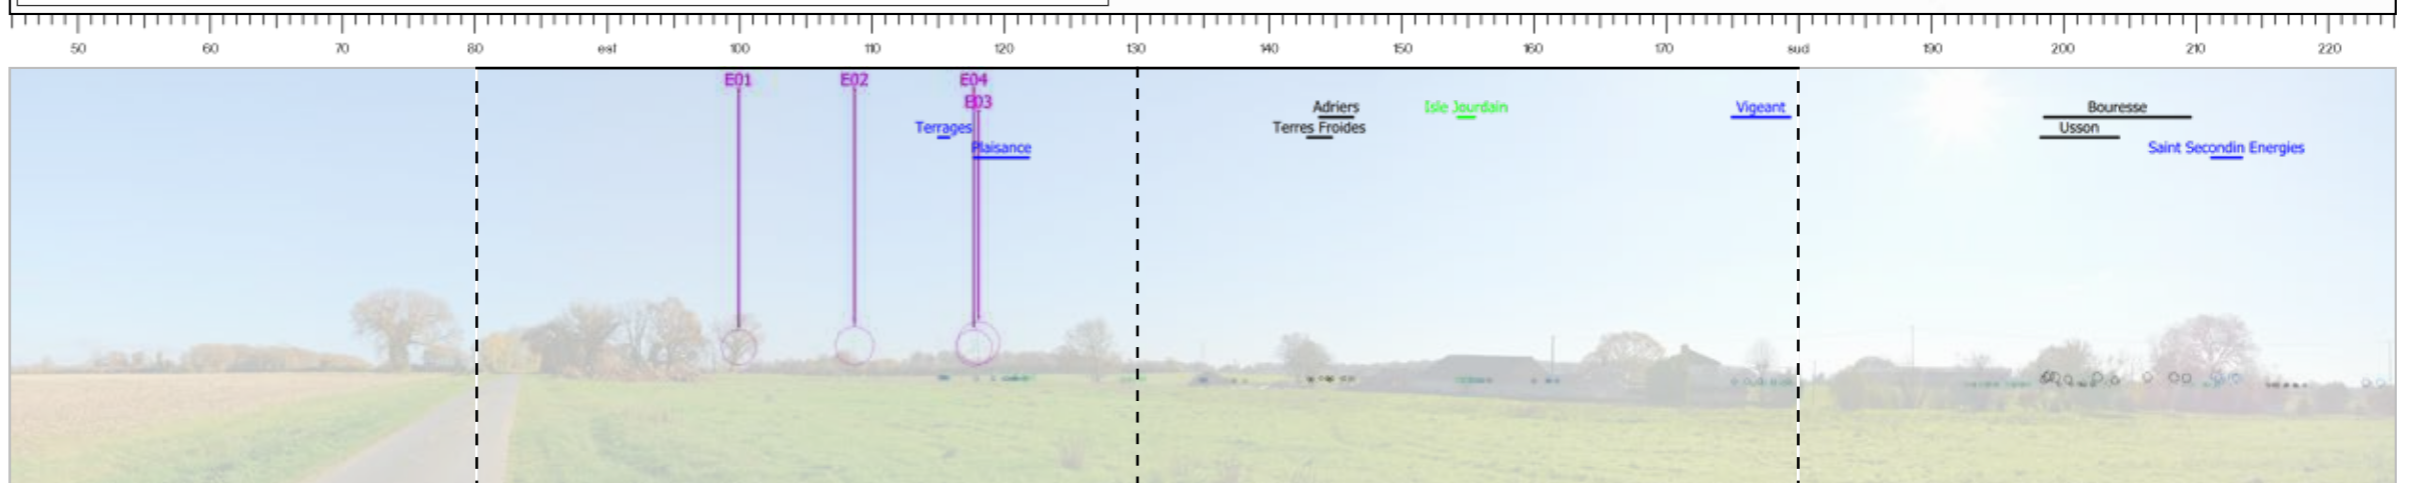 50 60 70 80 est 100 110 120 130 140 150 160 170 sud 190 200 210 220
E01 E02 E04
E03
Adriers Isle Jourdain Vigeant Bouresse
Terrages Terres Froides Usson
Plaisance Saint Secondin Energies